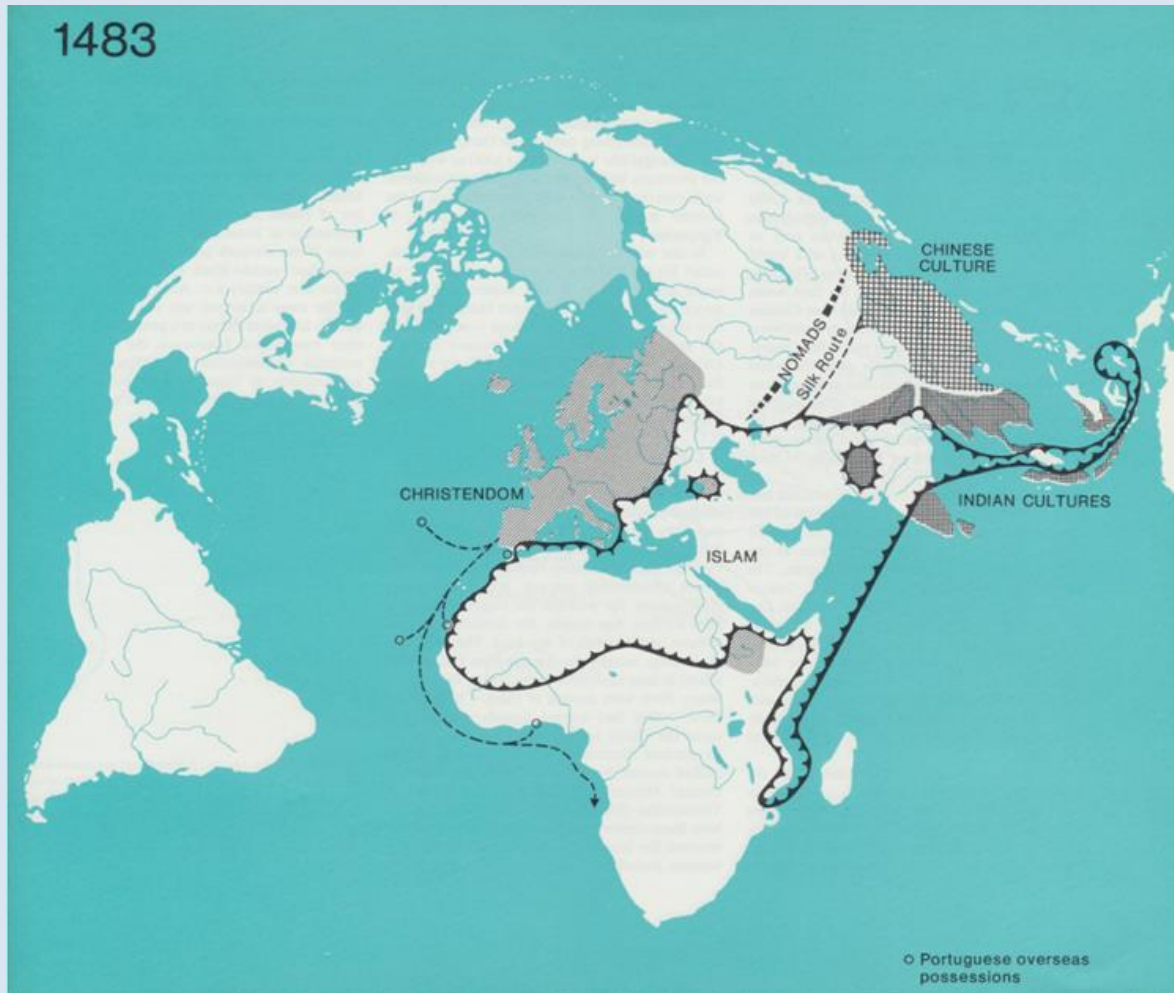 1483
CHINESE
CULTURE
NOMADS
Silk Route
CHRISTENDOM
INDIAN CULTURES
ISLAM
Portuguese overseas
possessions